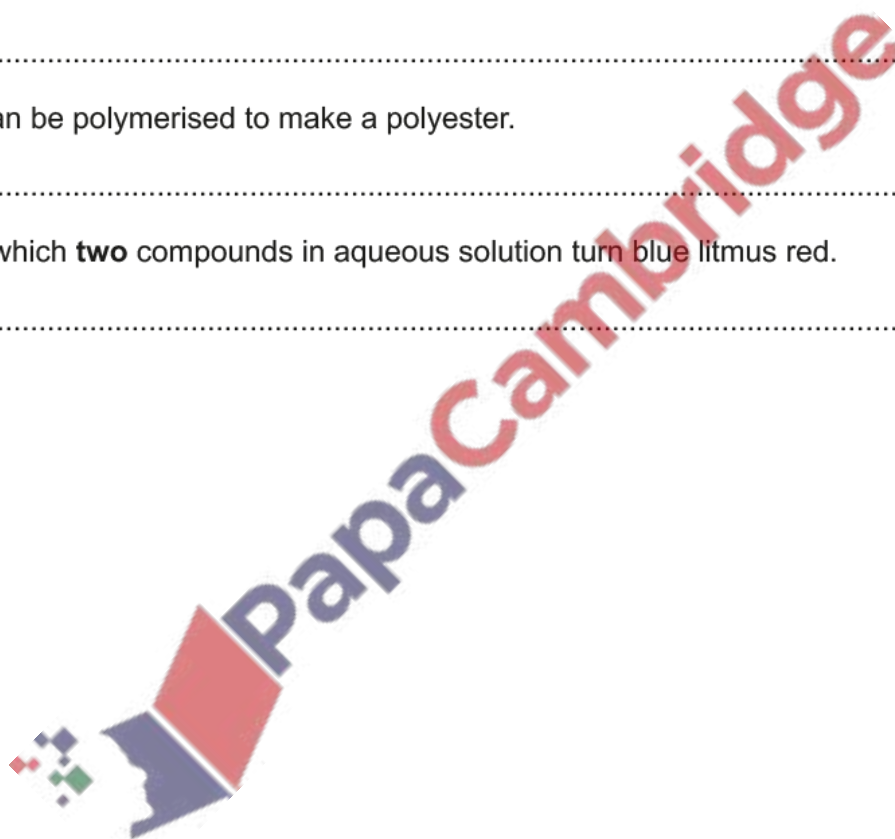 an be polymerised to make a polyester.
which two compounds in aqueous solution turn blue litmus red.
PapaCambridge